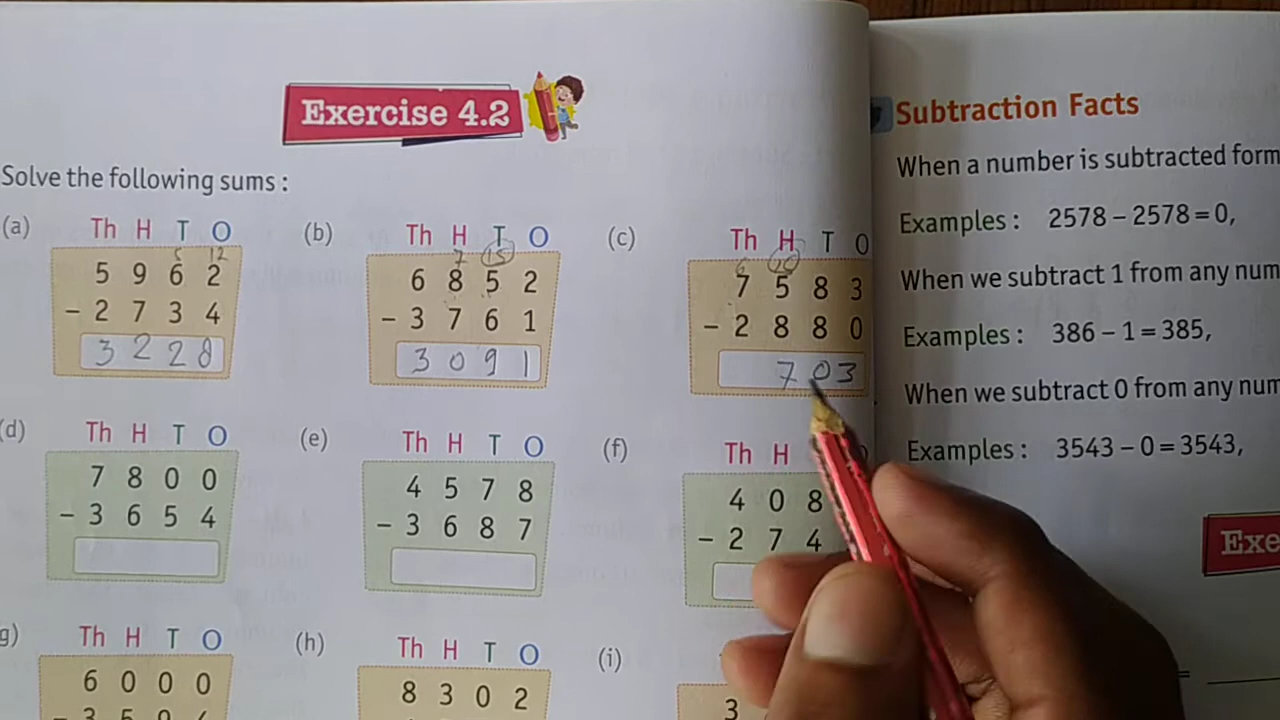 Exercise 4.2
Solve the following sums :
(a) Th H T O
5 12
5 9 6 2
- 2 7 3 4
3 2 2 8
(b) Th H T O
7 15
6 8 5 2
- 3 7 6 1
3 0 9 1
(c) Th H T O
6
7 5 8 3
- 2 8 8 0
7 0 3
(d) Th H T O
7 8 0 0
- 3 6 5 4
(e) Th H T O
4 5 7 8
- 3 6 8 7
(f) Th H
4 0 8
- 2 7 4
g) Th H T O
6 0 0 0
(h) Th H T O
8 3 0 2
(i)
3
Subtraction Facts
When a number is subtracted form
Examples : 2578 – 2578 = 0,
When we subtract 1 from any num
Examples : 386 – 1 = 385,
When we subtract 0 from any num
Examples : 3543 – 0 = 3543,
Exe